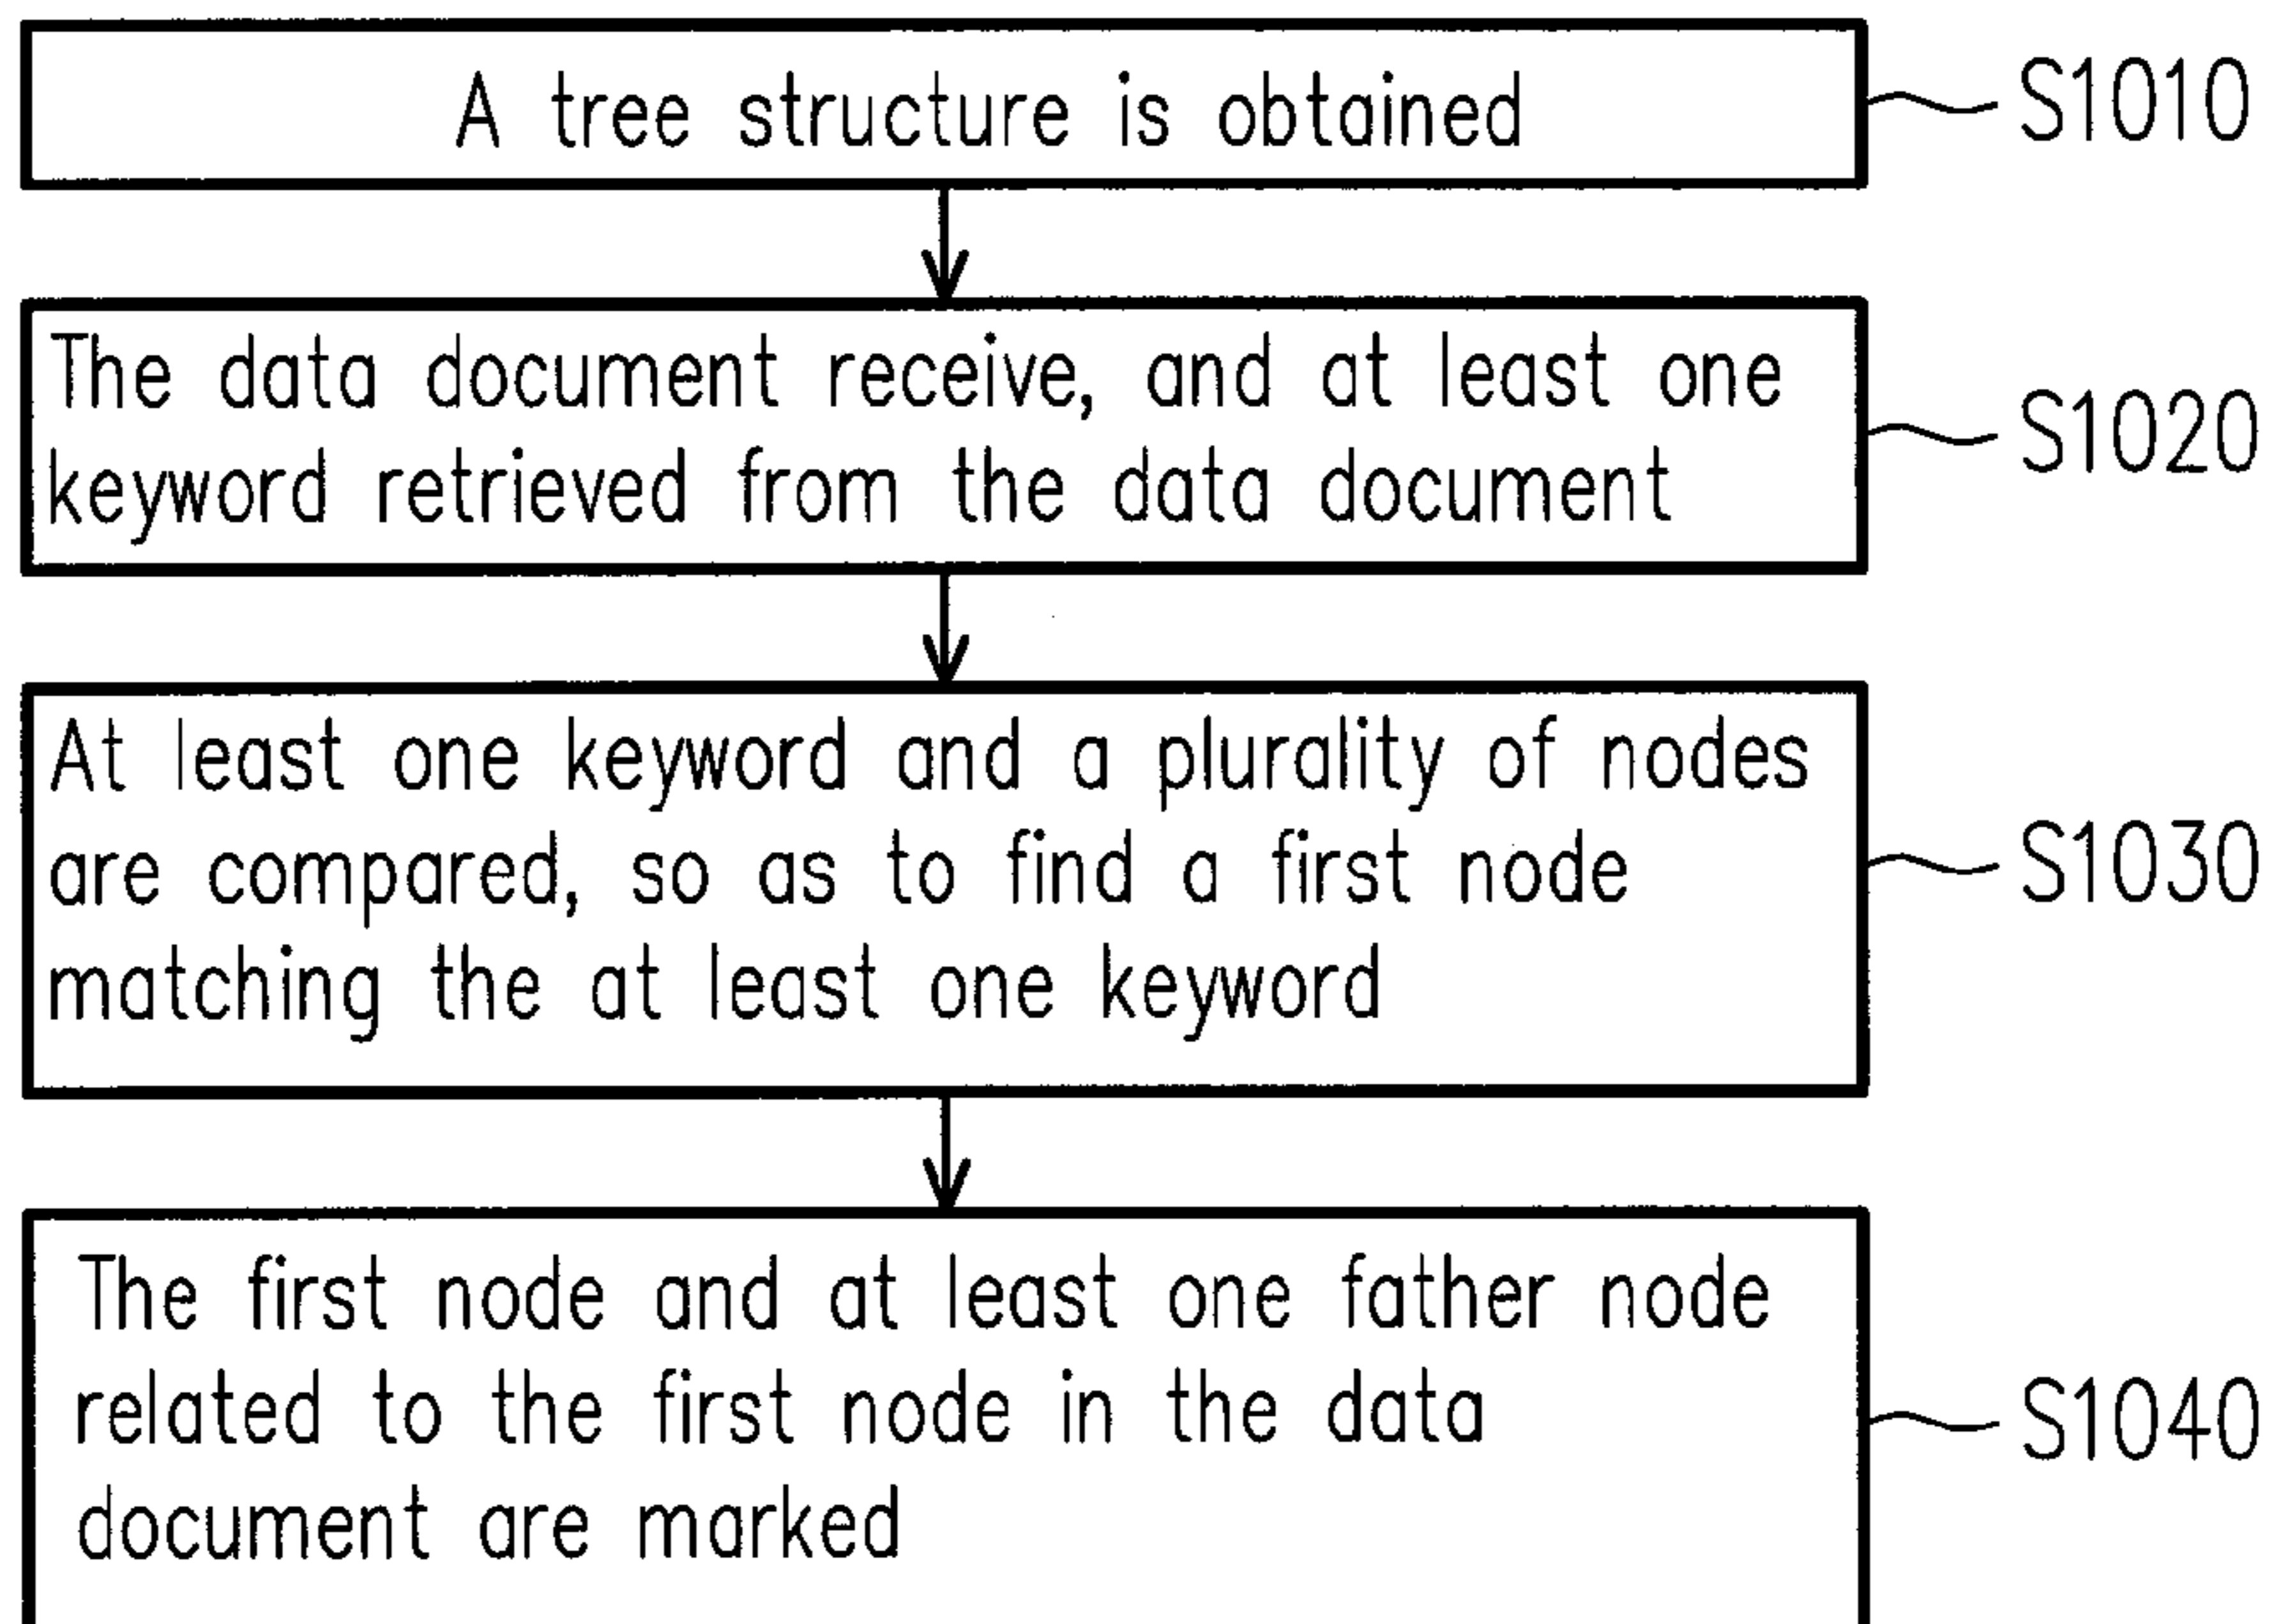 A tree structure is obtained
S1010
The data document receive, and at least one
keyword retrieved from the data document
S1020
At least one keyword and a plurality of nodes
are compared, so as to find a first node
matching the at least one keyword
S1030
The first node and at least one father node
related to the first node in the data
document are marked
S1040